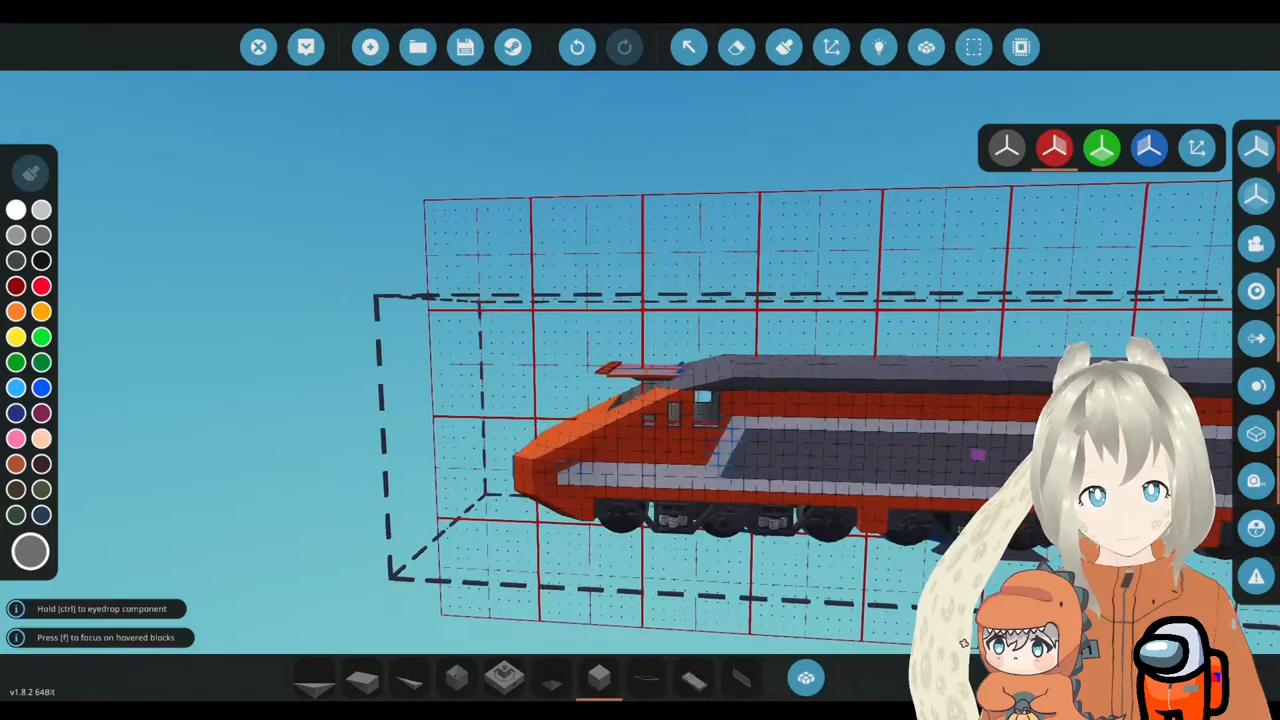 Hold [ctrl] to eyedrop component
Press [f] to focus on hovered blocks
v1.8.2 64Bit